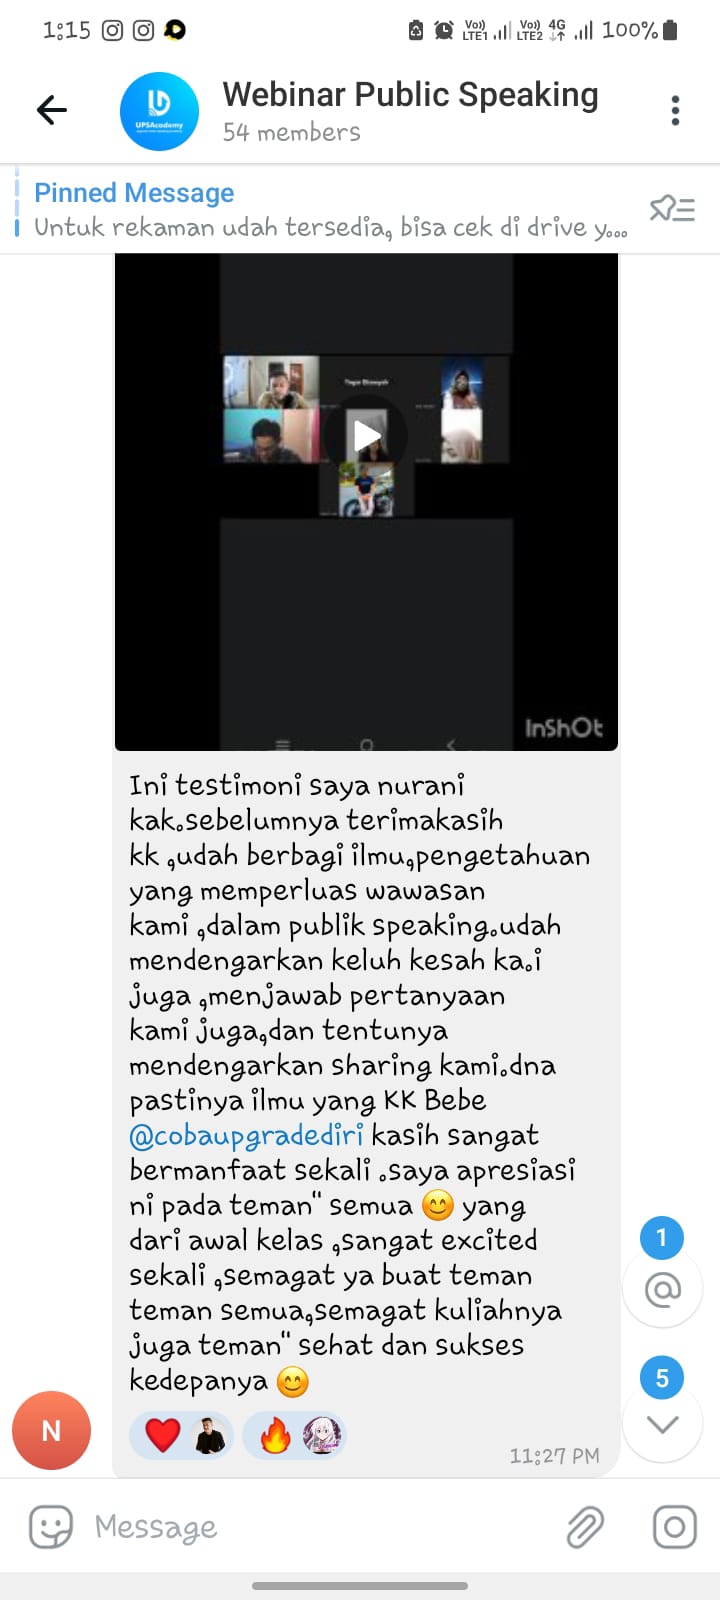 1:15
Vo)) LTE1 Vo)) LTE2 4G 100%
UPSAcademy
Webinar Public Speaking
54 members
Pinned Message
Untuk rekaman udah tersedia, bisa cek di drive y...
InShOt
Ini testimoni saya nurani
kak.sebelumnya terimakasih
kk ,udah berbagi ilmu,pengetahuan
yang memperluas wawasan
kami ,dalam publik speaking.udah
mendengarkan keluh kesah ka.i
juga ,menjawab pertanyaan
kami juga,dan tentunya
mendengarkan sharing kami.dna
pastinya ilmu yang KK Bebe
@cobaupgradediri kasih sangat
bermanfaat sekali .saya apresiasi
ni pada teman" semua 😊 yang
dari awal kelas ,sangat excited
sekali ,semagat ya buat teman
teman semua,semagat kuliahnya
juga teman" sehat dan sukses
kedepanya 😊
11:27 PM
N
1
@
5
Message